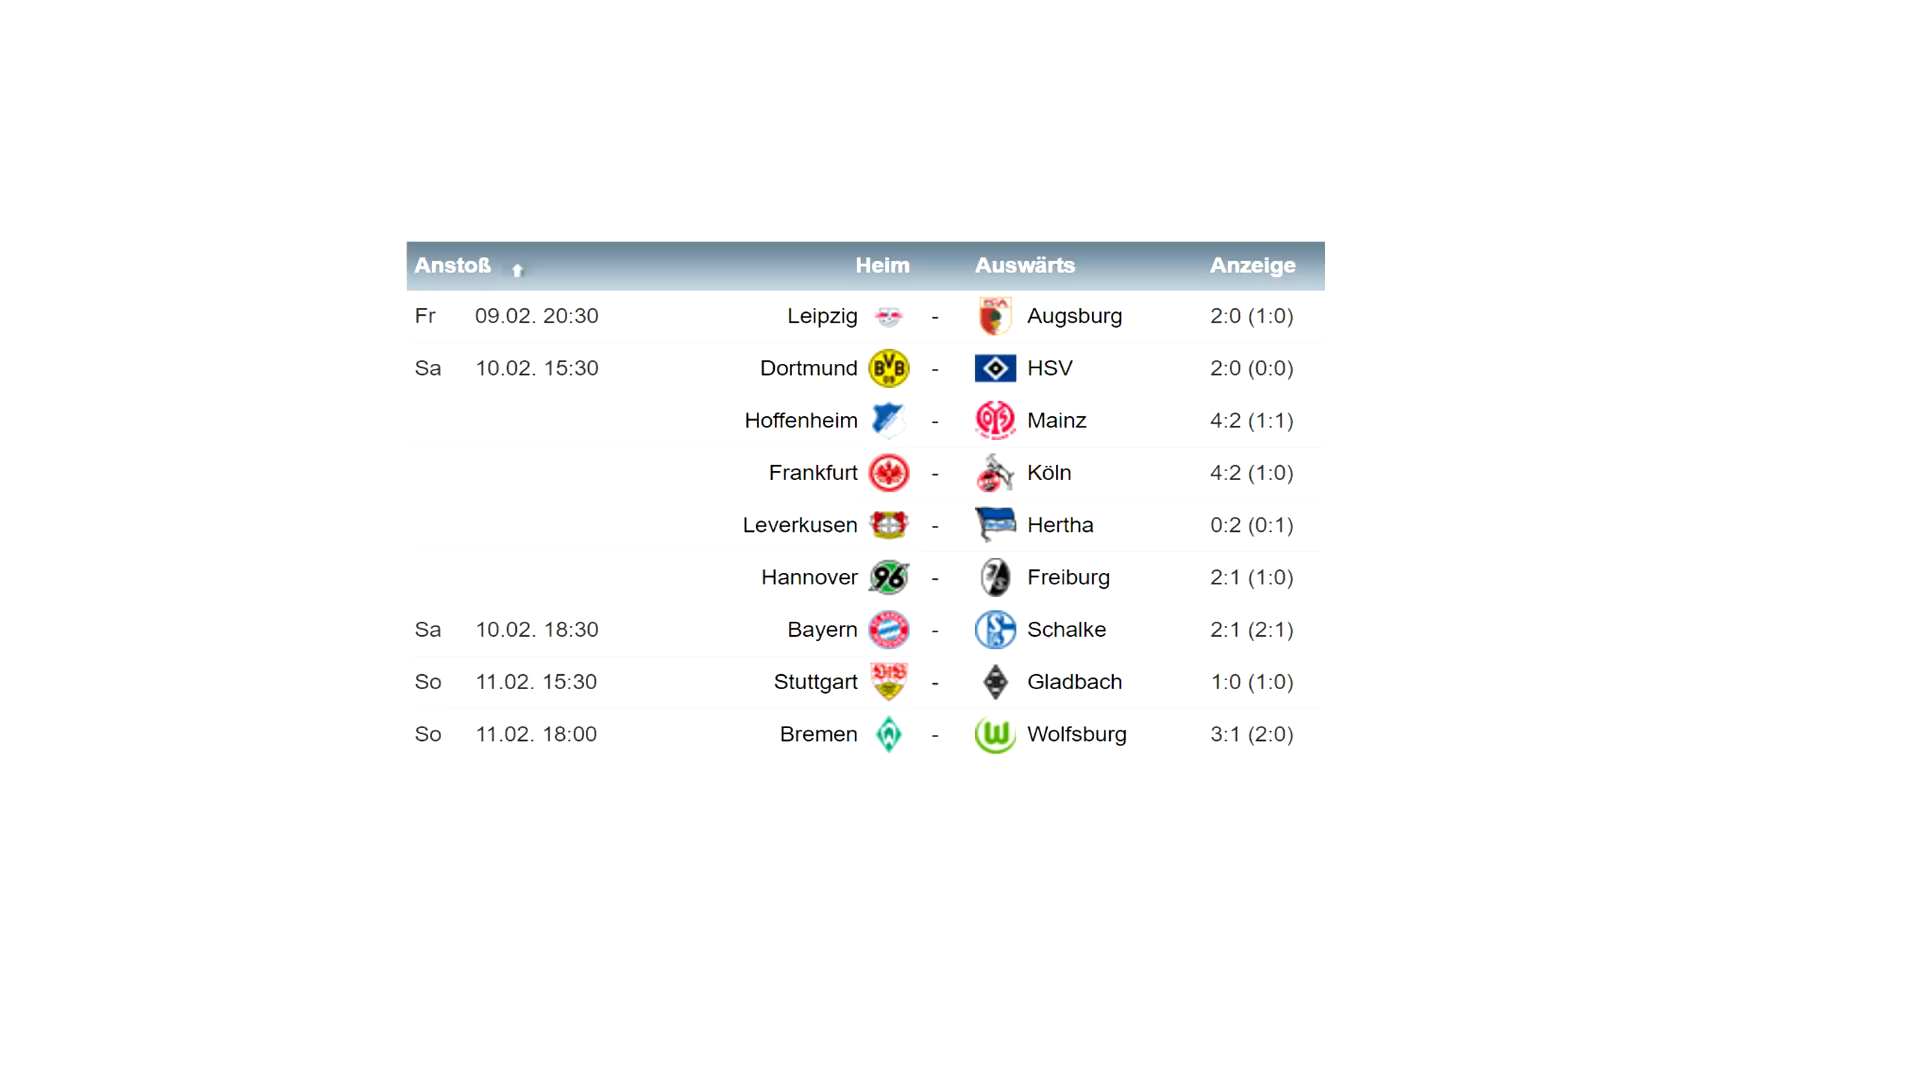 Anstoß Heim Auswärts Anzeige
Fr 09.02. 20:30 Leipzig - Augsburg 2:0 (1:0)
Sa 10.02. 15:30 Dortmund BVB 09 - HSV 2:0 (0:0)
Hoffenheim - Mainz 4:2 (1:1)
Frankfurt - Köln 4:2 (1:0)
Leverkusen - Hertha 0:2 (0:1)
Hannover 96 - Freiburg 2:1 (1:0)
Sa 10.02. 18:30 Bayern - Schalke 2:1 (2:1)
So 11.02. 15:30 Stuttgart - Gladbach 1:0 (1:0)
So 11.02. 18:00 Bremen - Wolfsburg 3:1 (2:0)